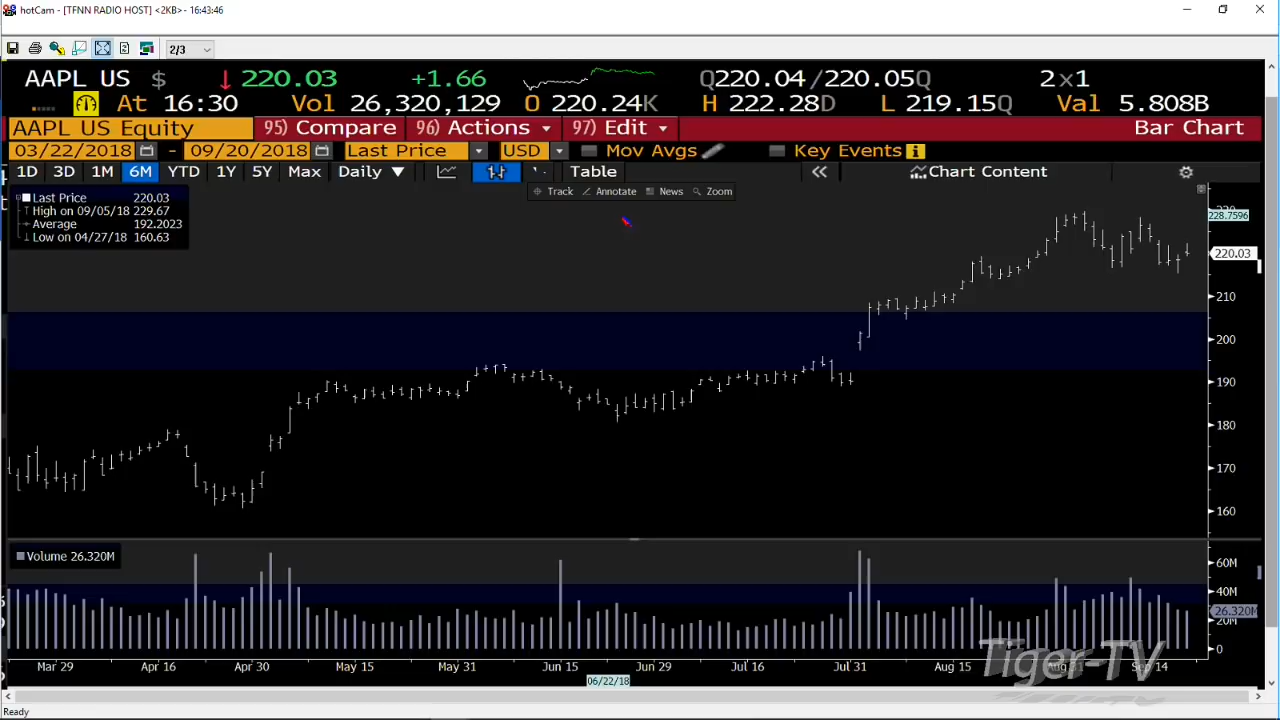 hotCam - [TFNN RADIO HOST] <2KB> - 16:43:46
2/3
AAPL US $ ↓ 220.03 +1.66 Q220.04/220.05Q 2x1
At 16:30 Vol 26,320,129 O 220.24K H 222.28D L 219.15Q Val 5.808B
AAPL US Equity 95) Compare 96) Actions 97) Edit Bar Chart
03/22/2018 - 09/20/2018 Last Price USD Mov Avgs Key Events
1D 3D 1M 6M YTD 1Y 5Y Max Daily ▼ Table « Chart Content
Track Annotate News Zoom
Last Price 220.03
High on 09/05/18 229.67
Average 192.2023
Low on 04/27/18 160.63
228.7596
220.03
210
200
190
180
170
160
Volume 26.320M
60M
40M
26.320M
20M
0
Mar 29 Apr 16 Apr 30 May 15 May 31 Jun 15 Jun 29 Jul 16 Jul 31 Aug 15 Aug 31 Sep 14
06/22/18
Tiger-TV
Ready